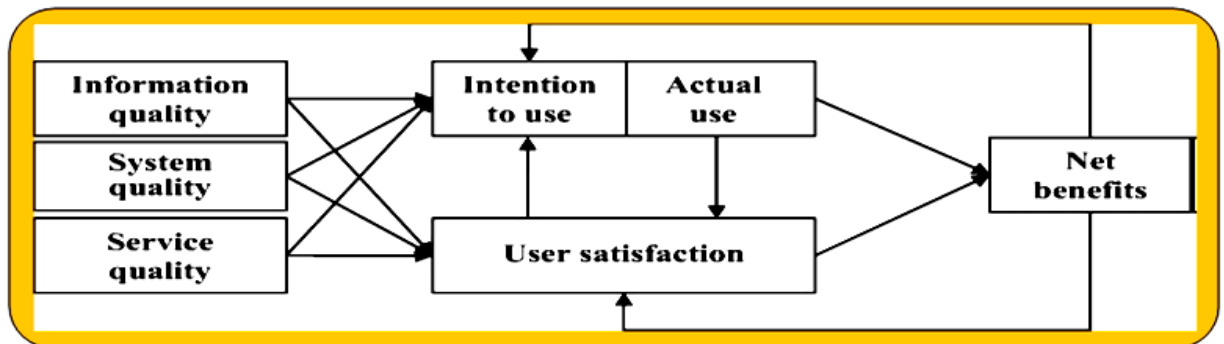 Information
quality
System
quality
Service
quality
Intention
to use
Actual
use
User satisfaction
Net
benefits